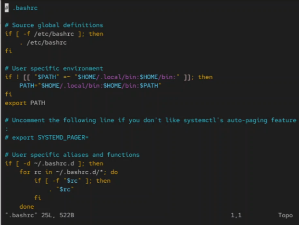 # .bashrc
# Source global definitions
if [ -f /etc/bashrc ]; then
. /etc/bashrc
fi
# User specific environment
if ! [[ "$PATH" =~ "$HOME/.local/bin:$HOME/bin:" ]]; then
PATH="$HOME/.local/bin:$HOME/bin:$PATH"
fi
export PATH
# Uncomment the following line if you don't like systemctl's auto-paging feature
:
# export SYSTEMD_PAGER=
# User specific aliases and functions
if [ -d ~/.bashrc.d ]; then
for rc in ~/.bashrc.d/*; do
if [ -f "$rc" ]; then
. "$rc"
fi
done
".bashrc" 25L, 522B 1,1 Topo